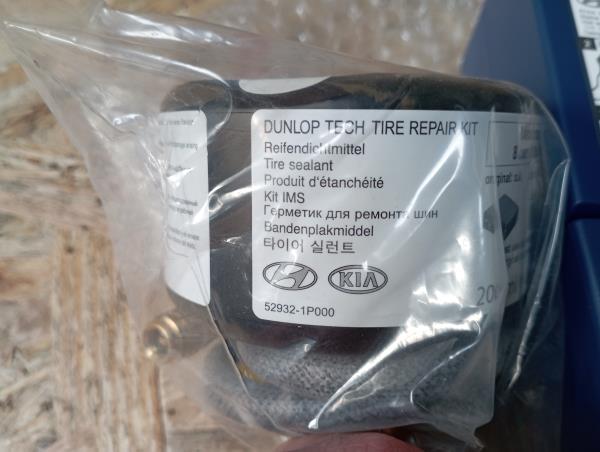 DUNLOP TECH TIRE REPAIR KIT
Reifendichtmittel
Tire sealant
Produit d'étanchéité
Kit IMS
Герметик для ремонта шин
Bandenplakmiddel
타이어 실런트
KIA
52932-1P000